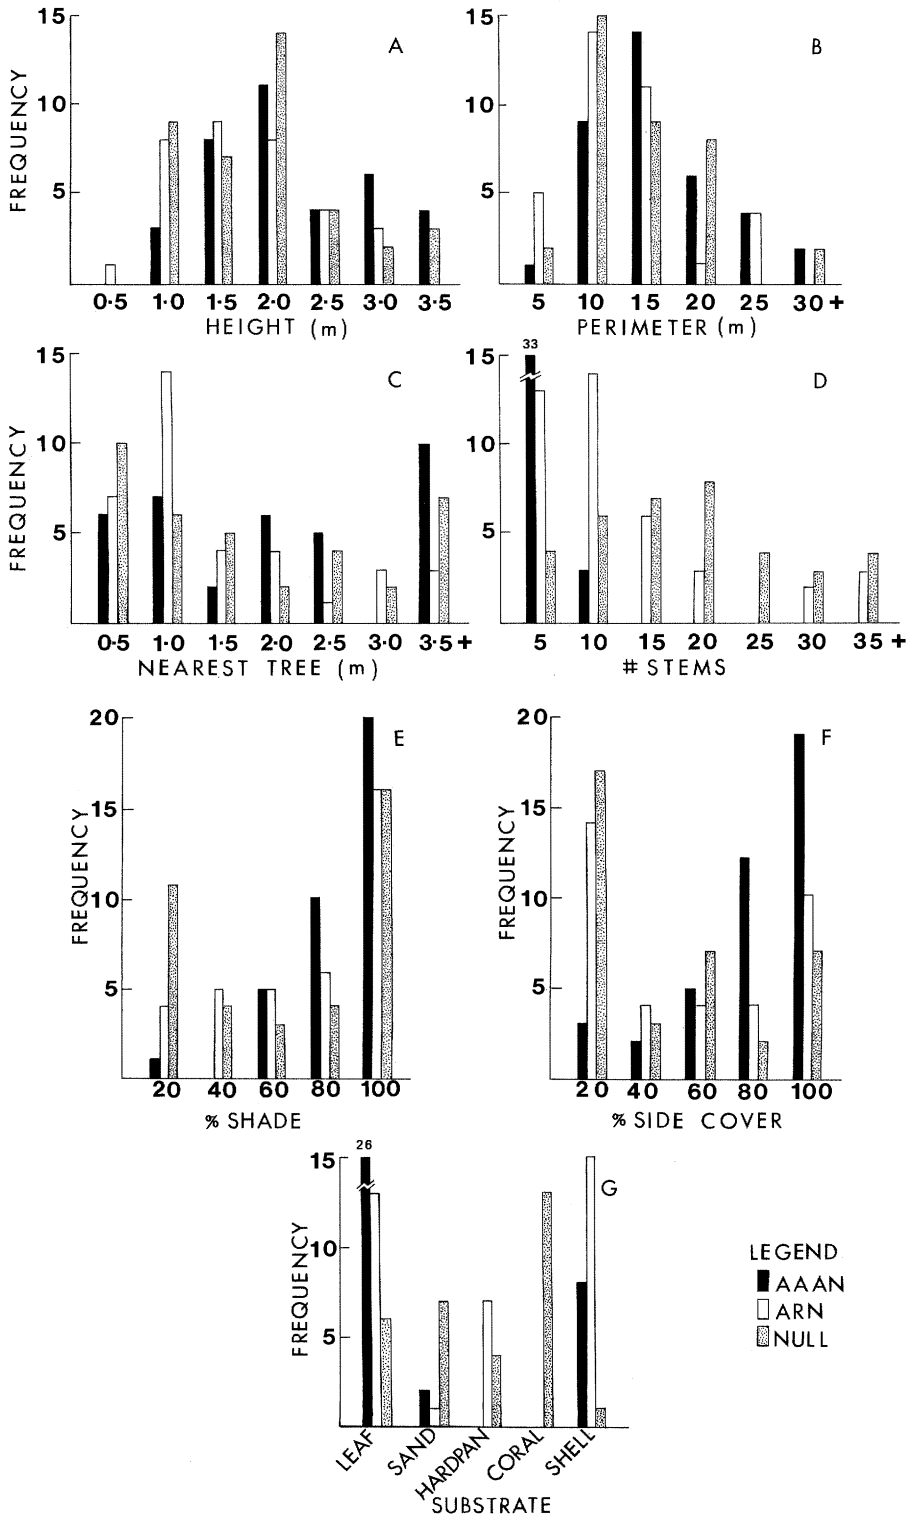 A
15
10
5
FREQUENCY
0·5 1·0 1·5 2·0 2·5 3·0 3·5
HEIGHT (m)
B
15
10
5
5 10 15 20 25 30+
PERIMETER (m)
C
15
10
5
FREQUENCY
0·5 1·0 1·5 2·0 2·5 3·0 3·5+
NEAREST TREE (m)
D
33
15
10
5
5 10 15 20 25 30 35+
# STEMS
E
20
15
10
5
FREQUENCY
20 40 60 80 100
% SHADE
F
20
15
10
5
FREQUENCY
20 40 60 80 100
% SIDE COVER
G
26
15
10
5
FREQUENCY
LEAF SAND HARDPAN CORAL SHELL
SUBSTRATE
LEGEND
AAAN
ARN
NULL